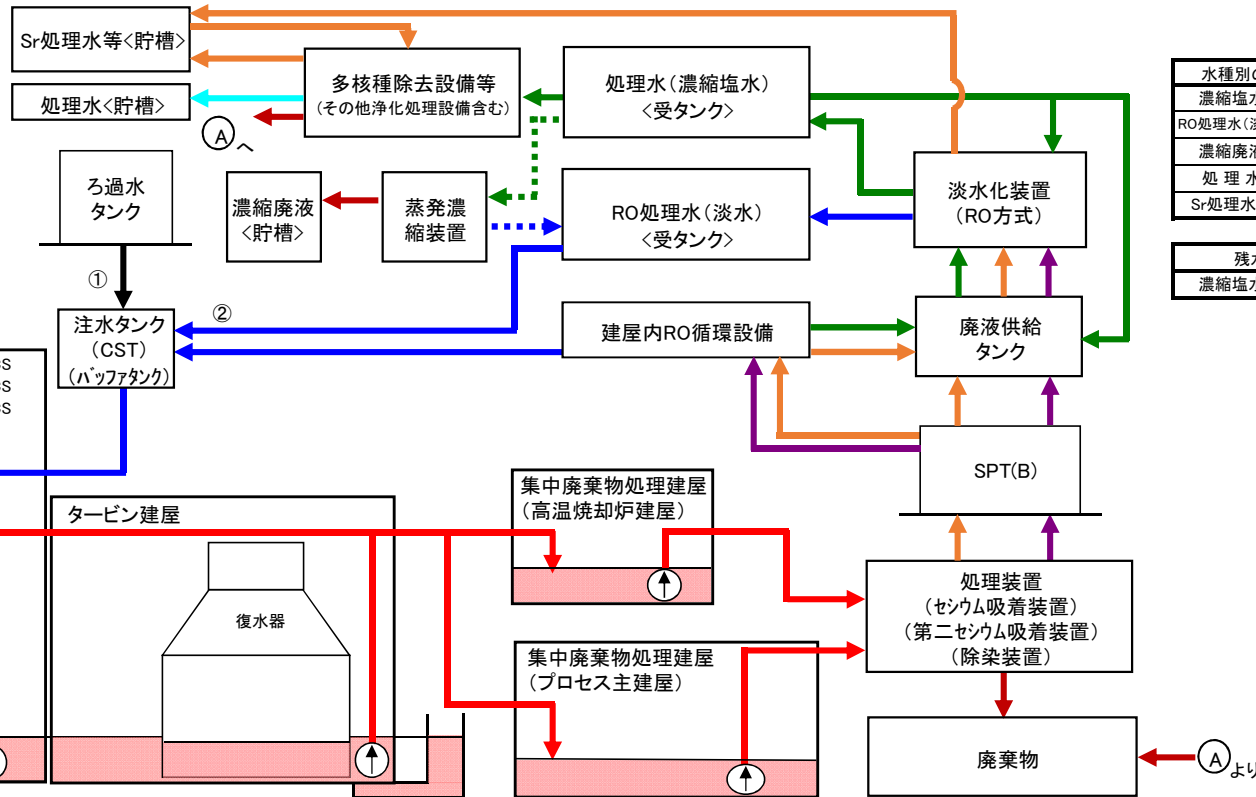 Sr処理水等<貯槽>
多核種除去設備等
(その他浄化処理設備含む)
処理水(濃縮塩水)
<受タンク>
処理水<貯槽>
Aへ
ろ過水
タンク
濃縮廃液
<貯槽>
蒸発濃
縮装置
RO処理水(淡水)
<受タンク>
淡水化装置
(RO方式)
①
②
注水タンク
(CST)
(バッファタンク)
建屋内RO循環設備
廃液供給
タンク
SPT(B)
タービン建屋
復水器
集中廃棄物処理建屋
(高温焼却炉建屋)
集中廃棄物処理建屋
(プロセス主建屋)
処理装置
(セシウム吸着装置)
(第二セシウム吸着装置)
(除染装置)
廃棄物
Aより
水種別
濃縮塩
RO処理水
濃縮廃
処 理 水
Sr処理水
残
濃縮塩